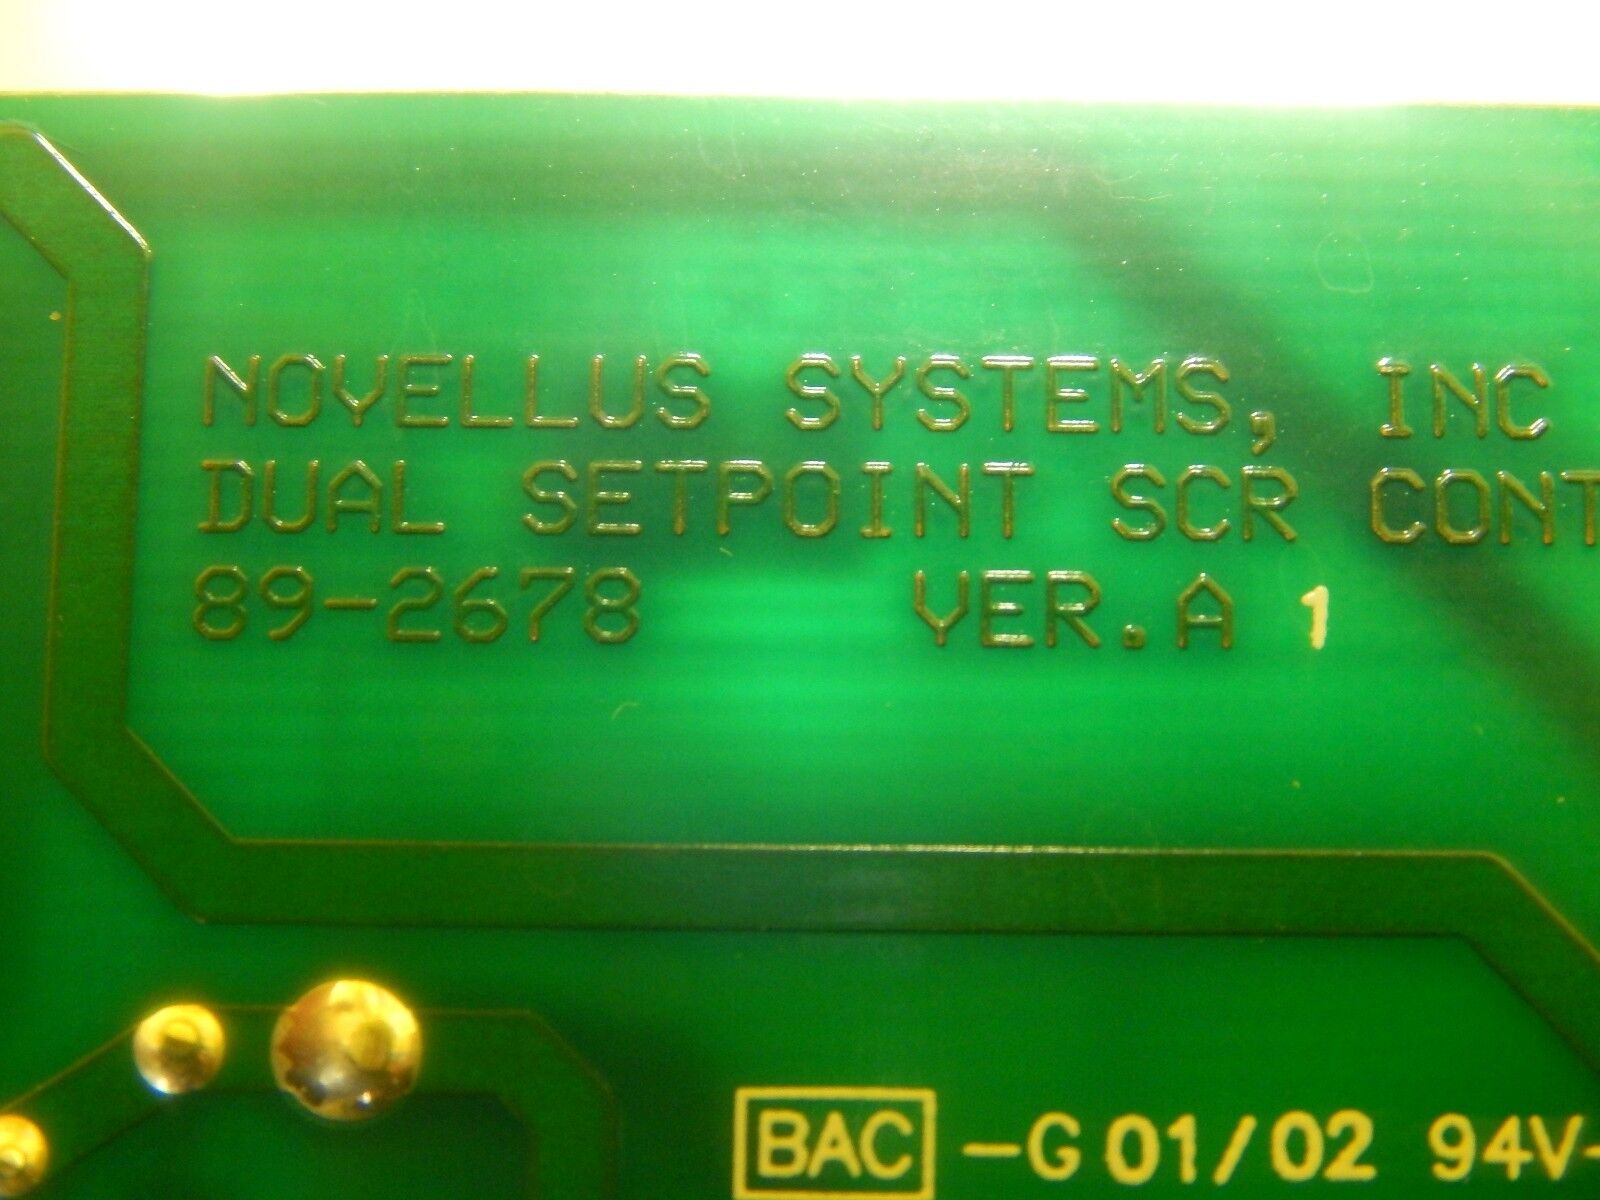 NOVELLUS SYSTEMS, INC
DUAL SETPOINT SCR CONT
89-2678 VER.A 1
BAC -G 01/02 94V-